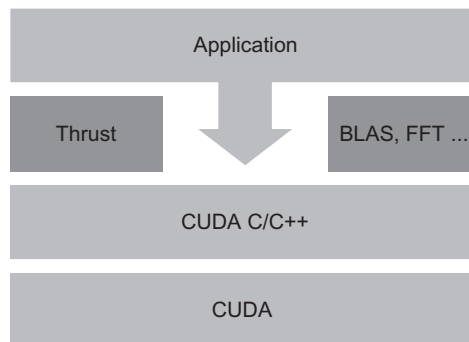 Application
Thrust
BLAS, FFT ...
CUDA C/C++
CUDA